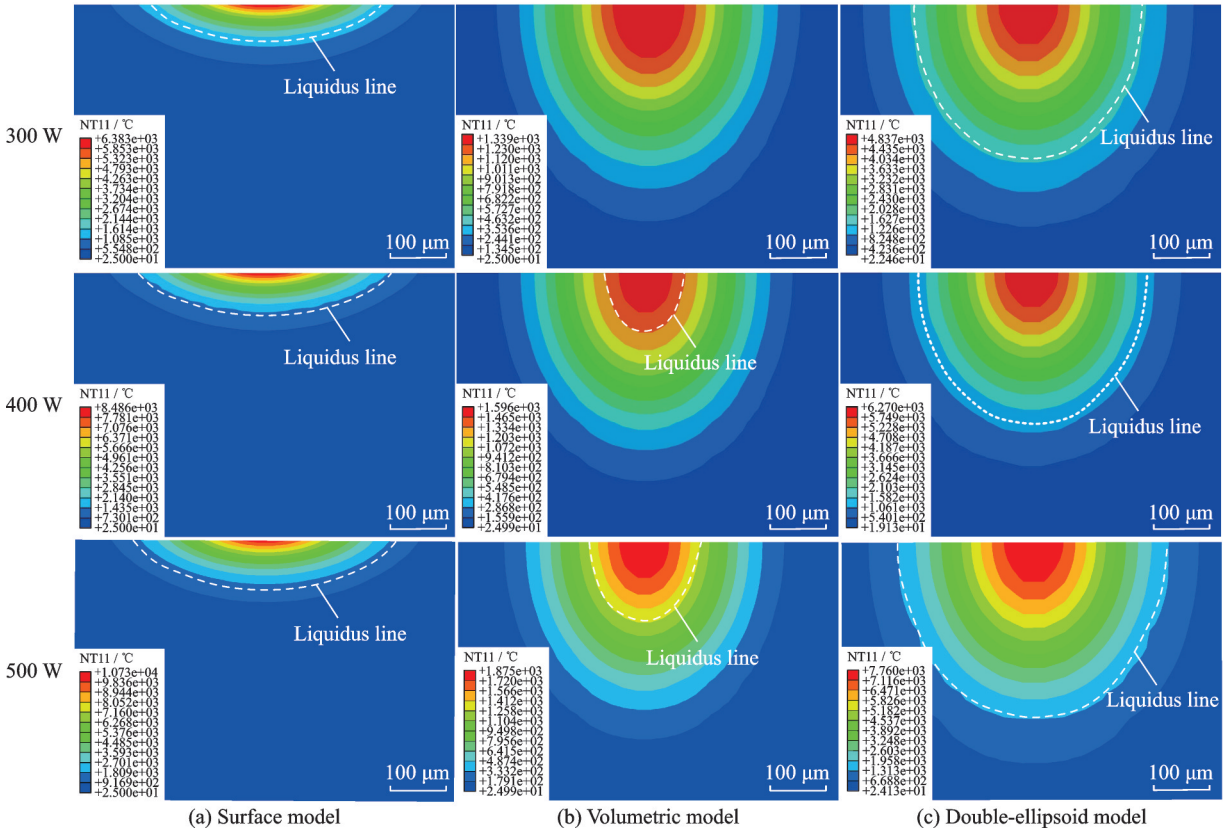 Liquidus line
300 W
NT11 / ℃
+6.383e+03
+5.853e+03
+5.323e+03
+4.793e+03
+4.263e+03
+3.734e+03
+3.204e+03
+2.674e+03
+2.144e+03
+1.614e+03
+1.085e+03
+5.548e+02
+2.500e+01
100 μm
NT11 / ℃
+1.339e+03
+1.230e+03
+1.120e+03
+1.011e+03
+9.013e+02
+7.918e+02
+6.822e+02
+5.727e+02
+4.632e+02
+3.536e+02
+2.441e+02
+1.345e+02
+2.500e+01
100 μm
Liquidus line
NT11 / ℃
+4.837e+03
+4.435e+03
+4.034e+03
+3.633e+03
+3.232e+03
+2.831e+03
+2.430e+03
+2.028e+03
+1.627e+03
+1.226e+03
+8.248e+02
+4.236e+02
+2.246e+01
100 μm
Liquidus line
400 W
NT11 / ℃
+8.486e+03
+7.781e+03
+7.076e+03
+6.371e+03
+5.666e+03
+4.961e+03
+4.256e+03
+3.551e+03
+2.845e+03
+2.140e+03
+1.435e+03
+7.301e+02
+2.500e+01
100 μm
Liquidus line
NT11 / ℃
+1.596e+03
+1.465e+03
+1.334e+03
+1.203e+03
+1.072e+03
+9.412e+02
+8.103e+02
+6.794e+02
+5.485e+02
+4.176e+02
+2.868e+02
+1.559e+02
+2.499e+01
100 μm
Liquidus line
NT11 / ℃
+6.270e+03
+5.749e+03
+5.228e+03
+4.708e+03
+4.187e+03
+3.666e+03
+3.145e+03
+2.624e+03
+2.103e+03
+1.582e+03
+1.061e+03
+5.401e+02
+1.913e+01
100 μm
Liquidus line
500 W
NT11 / ℃
+1.073e+04
+9.836e+03
+8.944e+03
+8.052e+03
+7.160e+03
+6.268e+03
+5.376e+03
+4.485e+03
+3.593e+03
+2.701e+03
+1.809e+03
+9.169e+02
+2.500e+01
100 μm
Liquidus line
NT11 / ℃
+1.875e+03
+1.720e+03
+1.566e+03
+1.412e+03
+1.258e+03
+1.104e+03
+9.498e+02
+7.956e+02
+6.415e+02
+4.874e+02
+3.332e+02
+1.791e+02
+2.499e+01
100 μm
Liquidus line
NT11 / ℃
+7.760e+03
+7.116e+03
+6.471e+03
+5.826e+03
+5.182e+03
+4.537e+03
+3.892e+03
+3.248e+03
+2.603e+03
+1.958e+03
+1.313e+03
+6.688e+02
+2.413e+01
100 μm
(a) Surface model
(b) Volumetric model
(c) Double-ellipsoid model